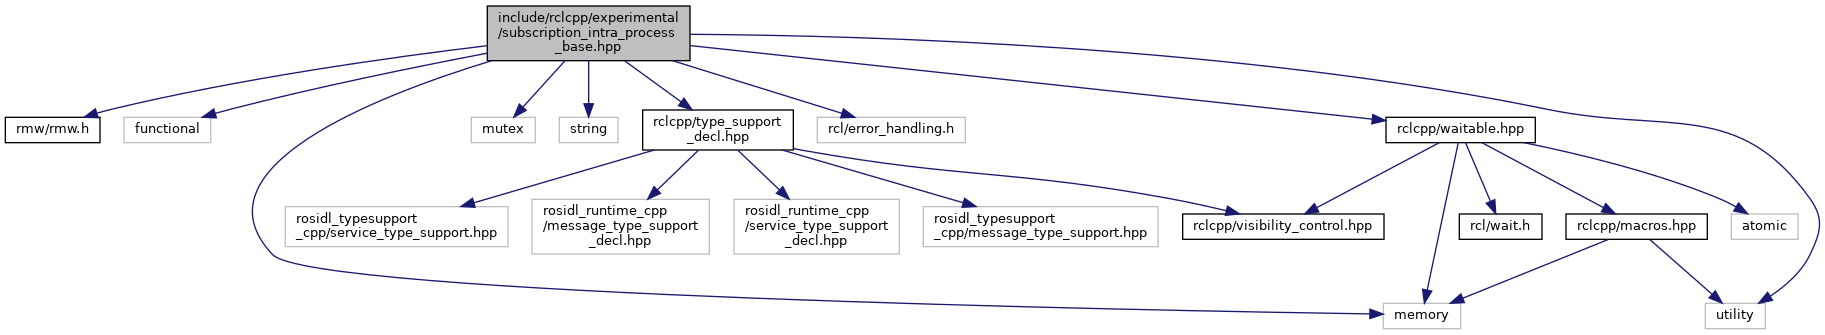 include/rclcpp/experimental
/subscription_intra_process
_base.hpp
rmw/rmw.h
functional
mutex
string
rclcpp/type_support
_decl.hpp
rcl/error_handling.h
rclcpp/waitable.hpp
rosidl_typesupport
_cpp/service_type_support.hpp
rosidl_runtime_cpp
/message_type_support
_decl.hpp
rosidl_runtime_cpp
/service_type_support
_decl.hpp
rosidl_typesupport
_cpp/message_type_support.hpp
rclcpp/visibility_control.hpp
rcl/wait.h
rclcpp/macros.hpp
atomic
memory
utility